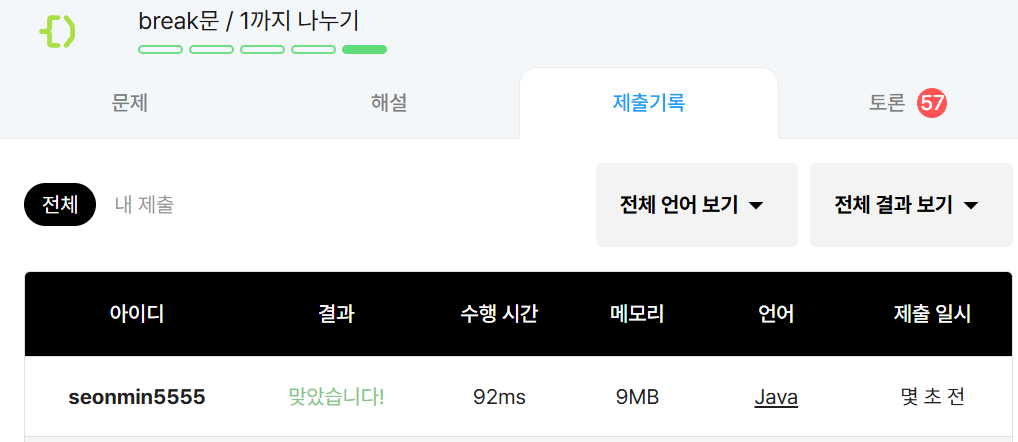 break문 / 1까지 나누기
문제 해설 제출기록 토론 57
전체 내 제출 전체 언어 보기 전체 결과 보기
아이디 결과 수행 시간 메모리 언어 제출 일시
seonmin5555 맞았습니다! 92ms 9MB Java 몇 초 전